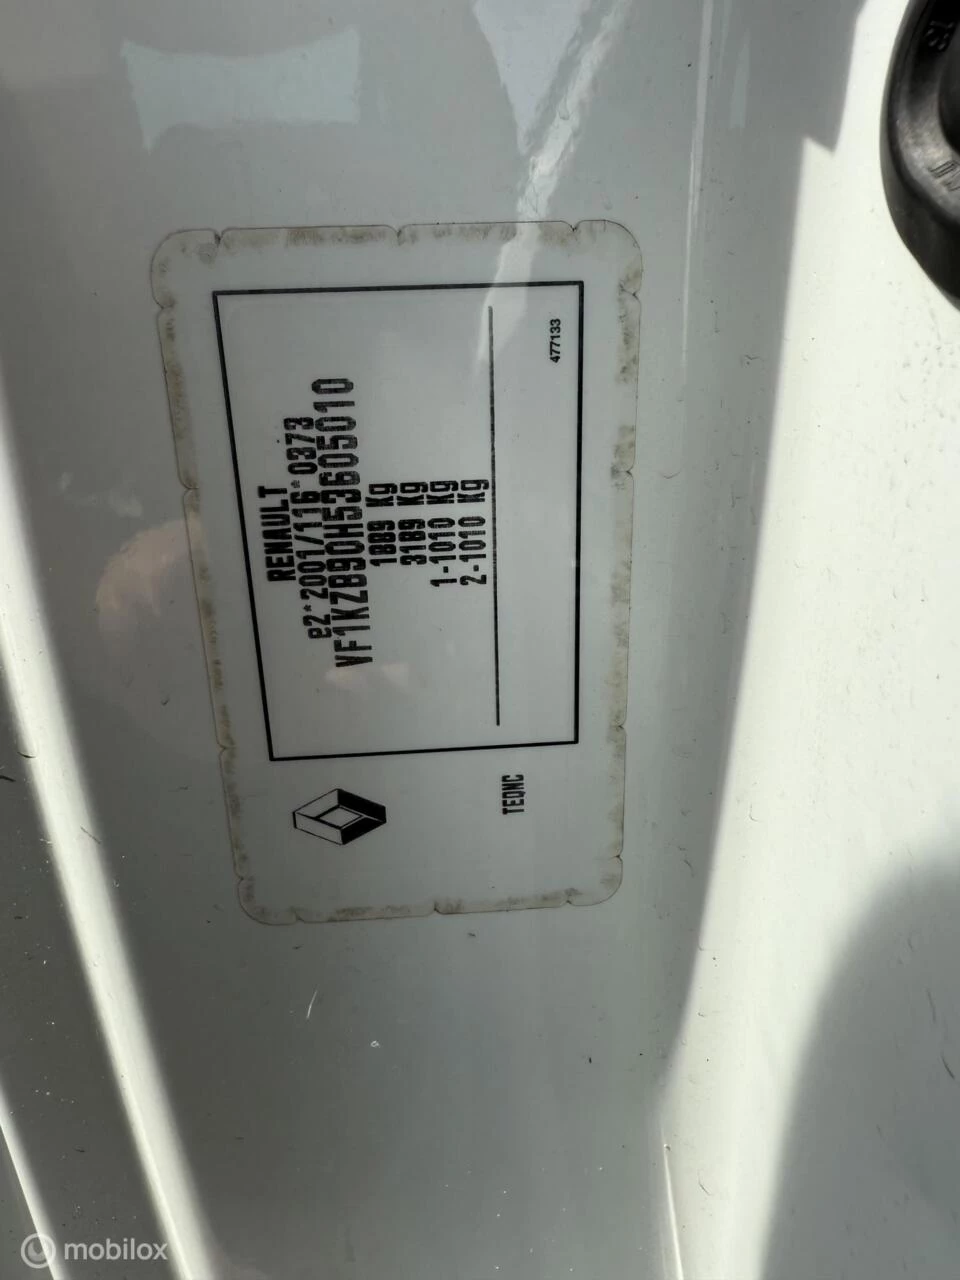 RENAULT
e2*2001/116*0373
VF1KZB90H53605010
1889 Kg
3189 Kg
1-1010 Kg
2-1010 Kg
477133
TEQNC
mobilox